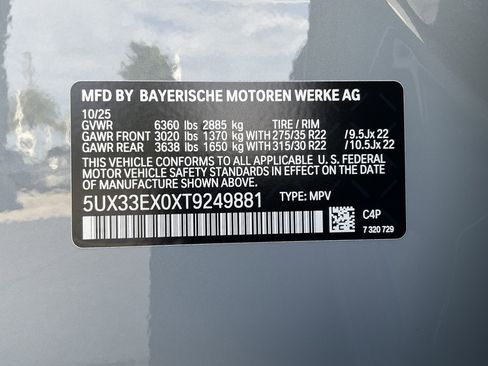 MFD BY BAYERISCHE MOTOREN WERKE AG
10/25
GVWR 6360 lbs 2885 kg TIRE / RIM
GAWR FRONT 3020 lbs 1370 kg WITH 275/35 R22 / 9.5Jx 22
GAWR REAR 3638 lbs 1650 kg WITH 315/30 R22 / 10.5Jx 22
THIS VEHICLE CONFORMS TO ALL APPLICABLE U. S. FEDERAL
MOTOR VEHICLE SAFETY STANDARDS IN EFFECT ON THE
DATE OF MANUFACTURE SHOWN ABOVE.
5UX33EX0XT9249881 TYPE: MPV
C4P
7 320 729